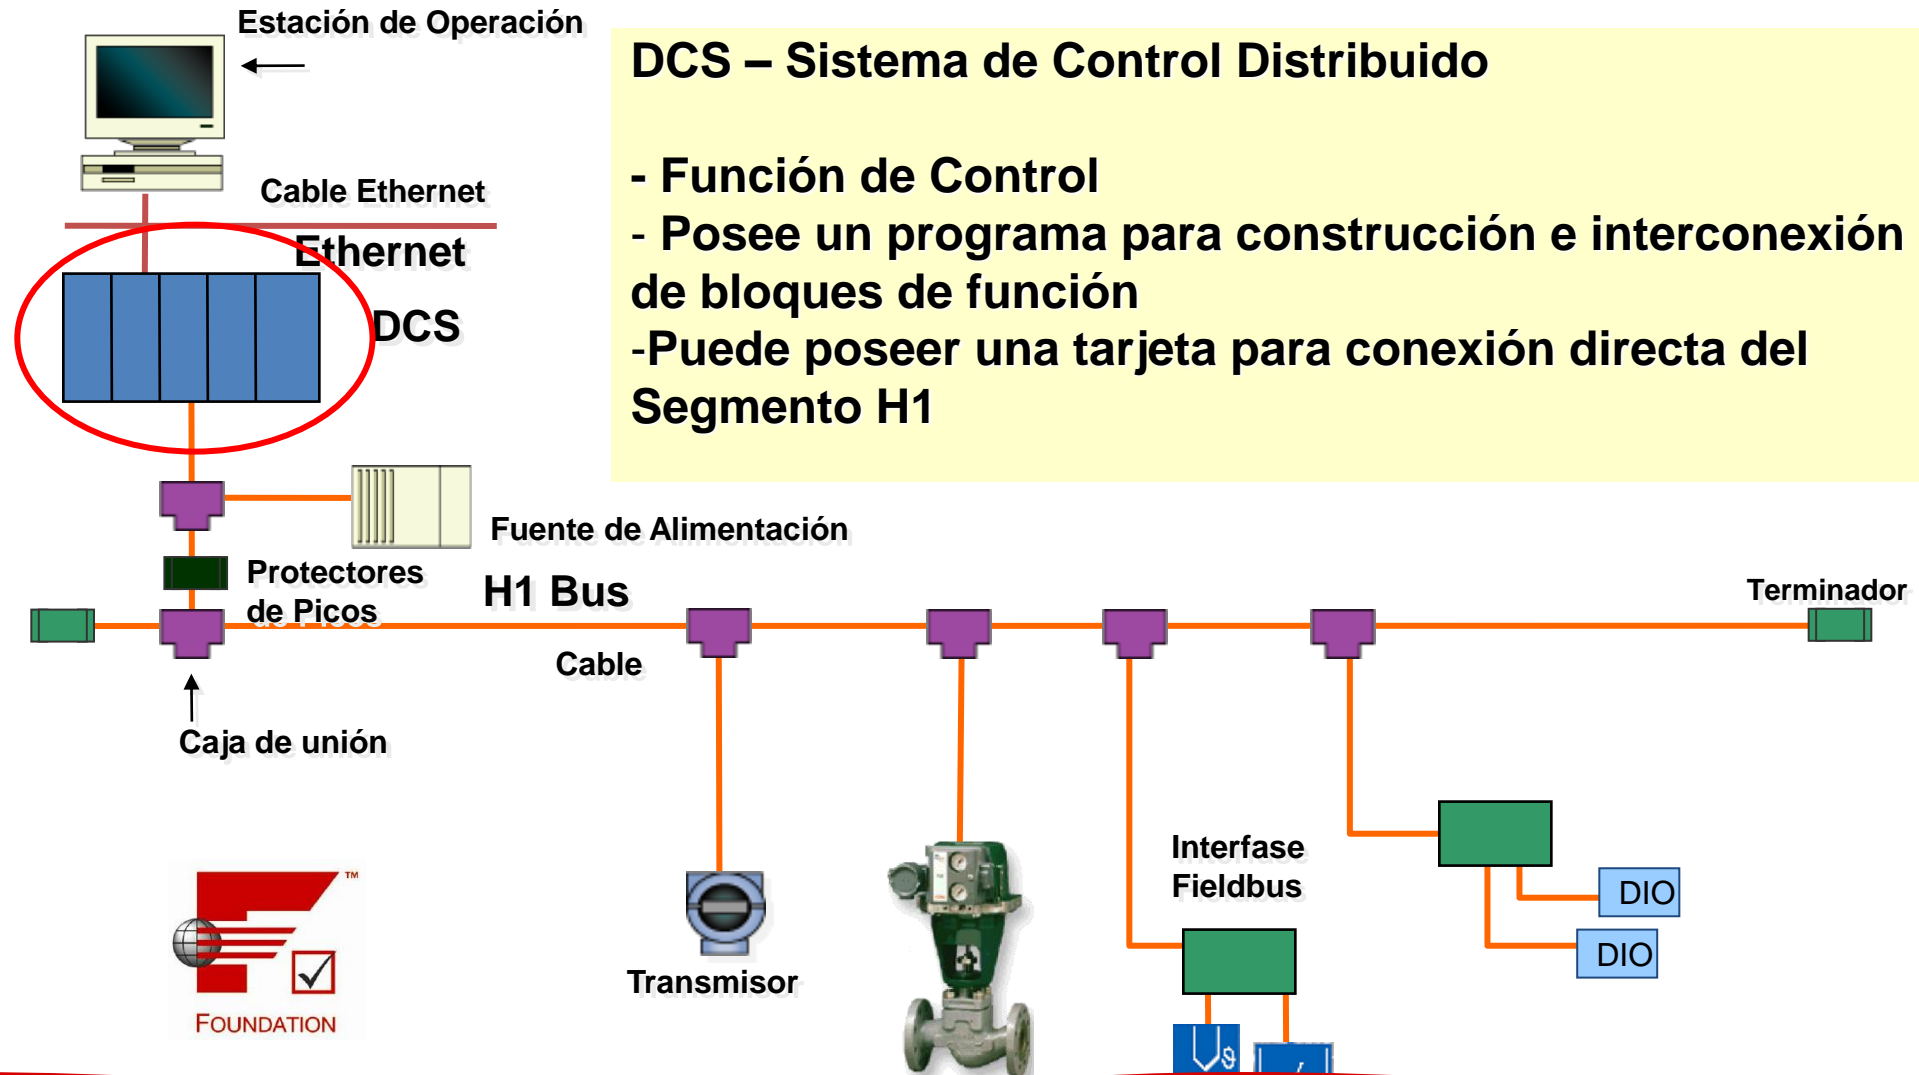 Estación de Operación
DCS – Sistema de Control Distribuido
- Función de Control
- Posee un programa para construcción e interconexión
de bloques de función
-Puede poseer una tarjeta para conexión directa del
Segmento H1
Cable Ethernet
Ethernet
DCS
Fuente de Alimentación
Protectores
de Picos
H1 Bus
Terminador
Cable
Caja de unión
Interfase
Fieldbus
DIO
DIO
Transmisor
TM
FOUNDATION
ϑ